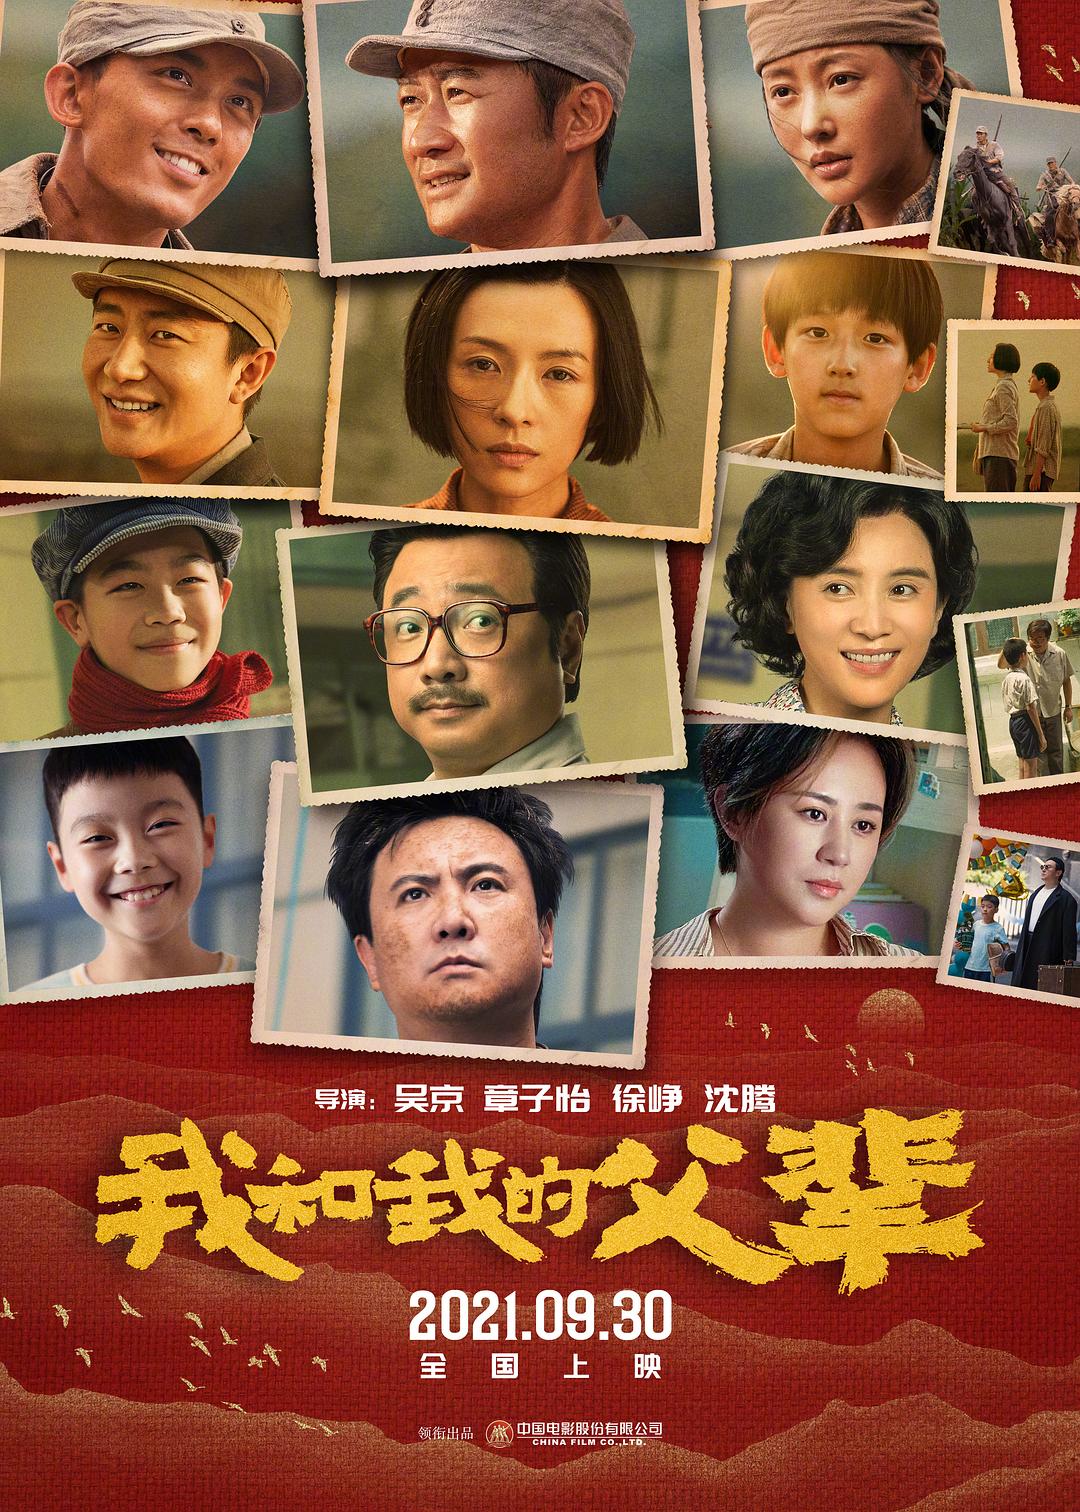 导演：吴京 章子怡 徐峥 沈腾
我和我的父辈
2021.09.30
全国上映
领衔出品 中国电影股份有限公司
CHINA FILM CO.,LTD.